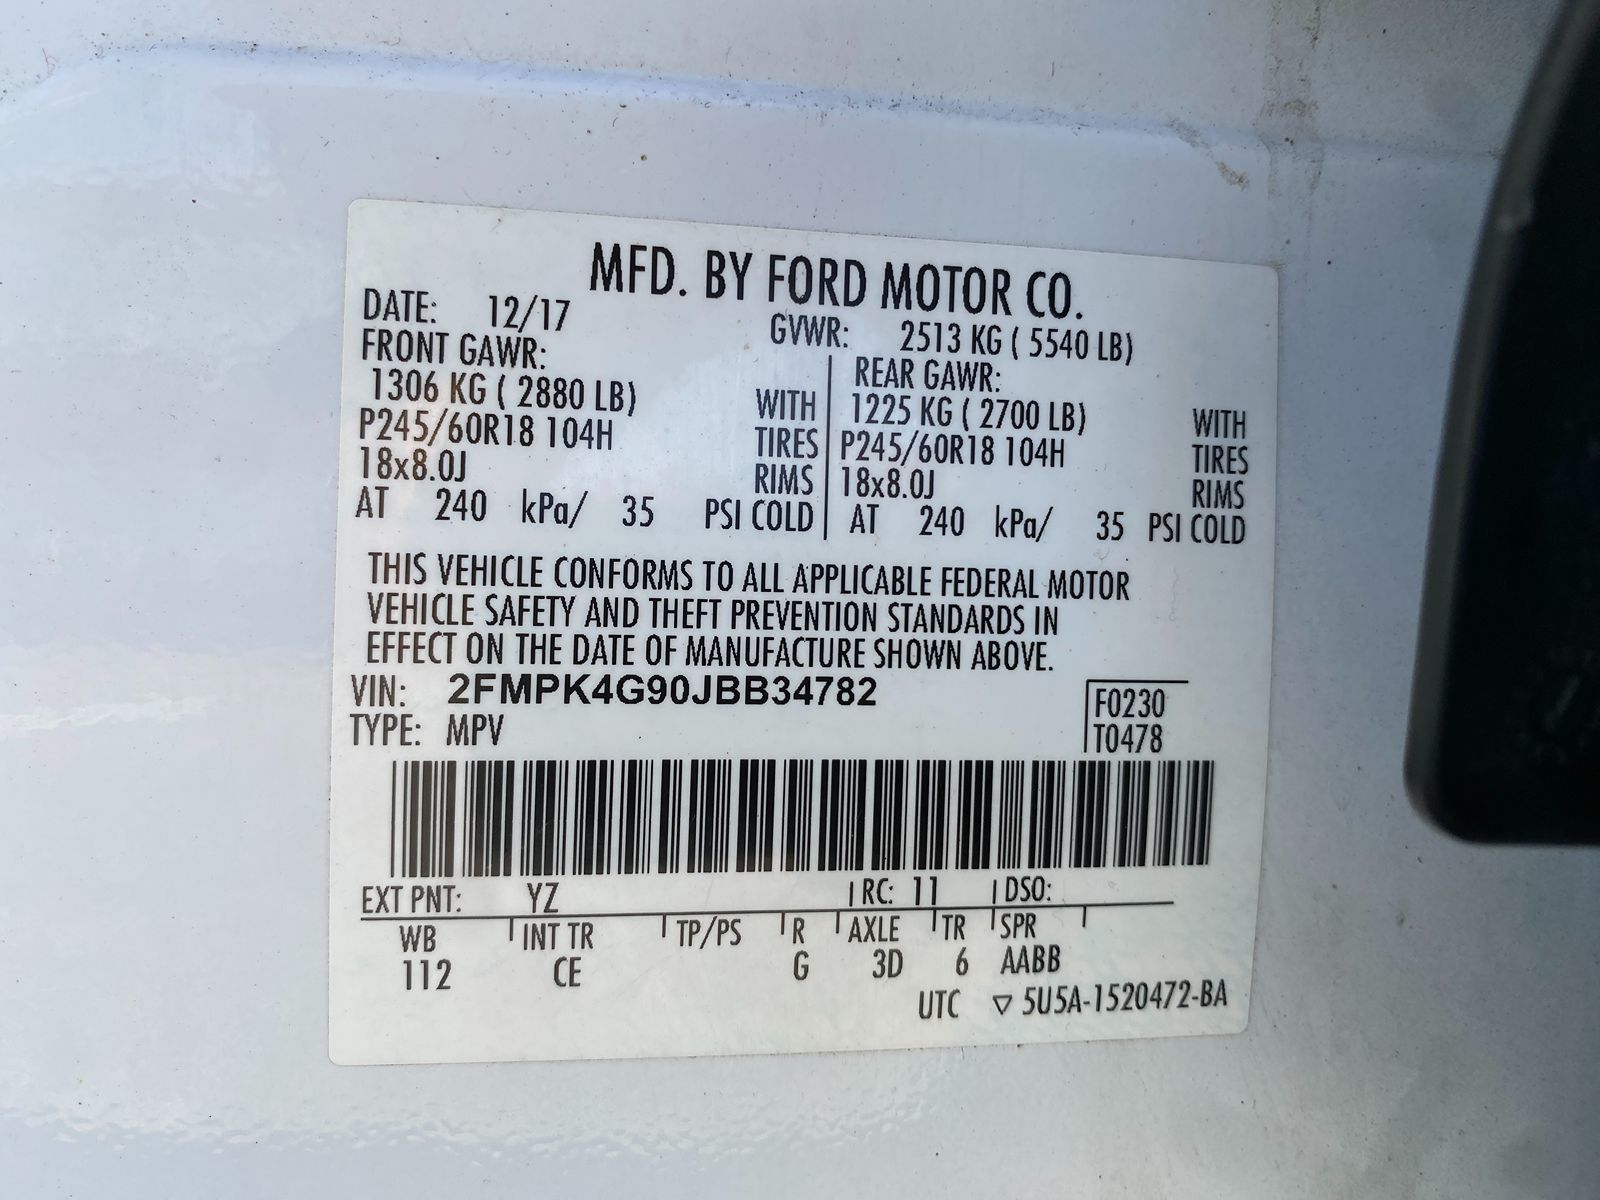 MFD. BY FORD MOTOR CO.
DATE: 12/17 GVWR: 2513 KG ( 5540 LB)
FRONT GAWR: REAR GAWR:
1306 KG ( 2880 LB) WITH 1225 KG ( 2700 LB) WITH
P245/60R18 104H TIRES P245/60R18 104H TIRES
18x8.0J RIMS 18x8.0J RIMS
AT 240 kPa/ 35 PSI COLD AT 240 kPa/ 35 PSI COLD
THIS VEHICLE CONFORMS TO ALL APPLICABLE FEDERAL MOTOR
VEHICLE SAFETY AND THEFT PREVENTION STANDARDS IN
EFFECT ON THE DATE OF MANUFACTURE SHOWN ABOVE.
VIN: 2FMPK4G90JBB34782 F0230
TYPE: MPV T0478
EXT PNT: YZ RC: 11 DSO:
WB INT TR TP/PS R AXLE TR SPR
112 CE G 3D 6 AABB
UTC ▽ 5U5A-1520472-BA